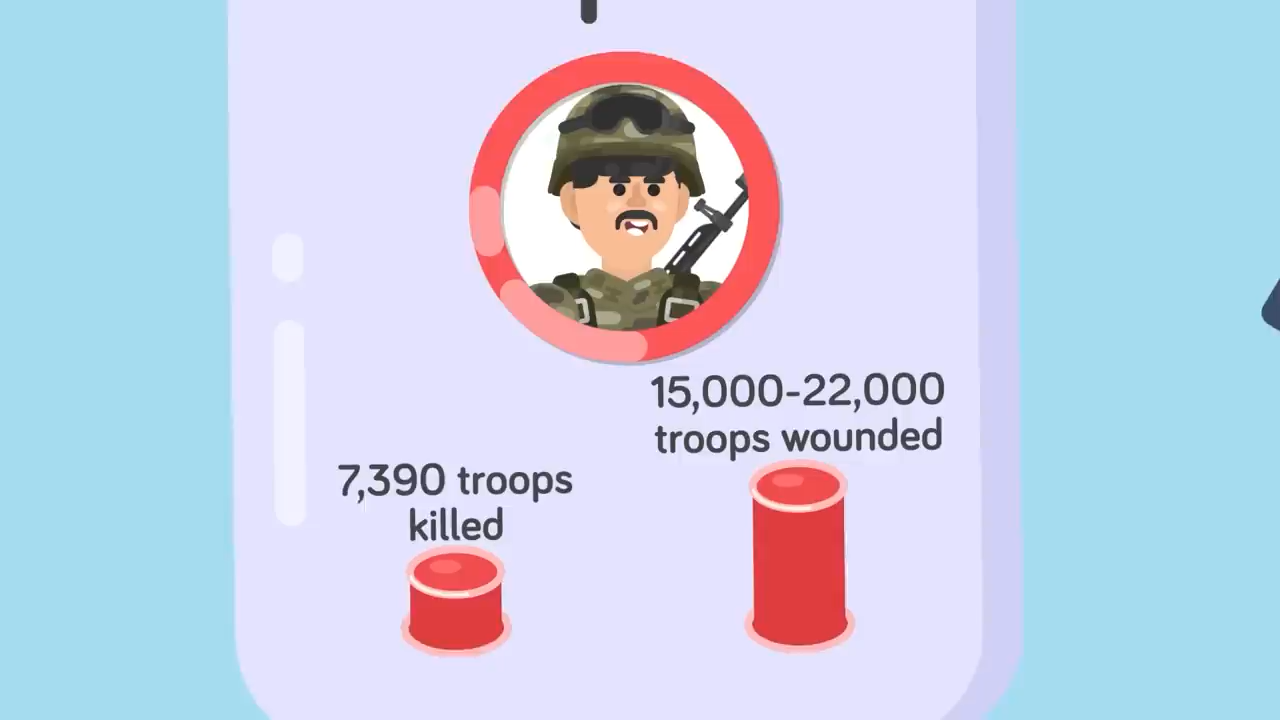 15,000-22,000
troops wounded
7,390 troops
killed